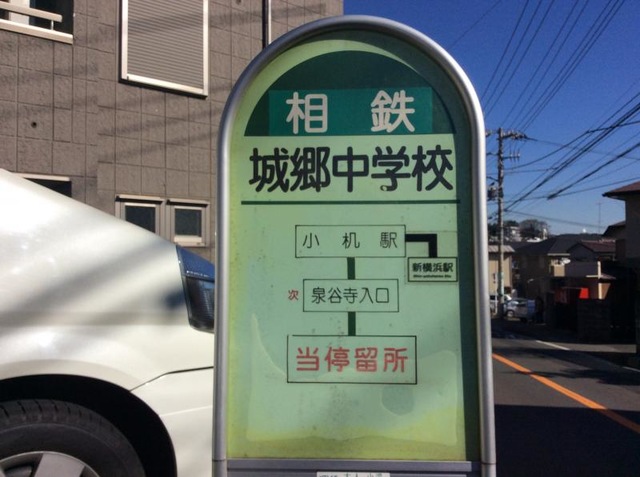 相鉄
城郷中学校
小机駅
新横浜駅
次 泉谷寺入口
当停留所